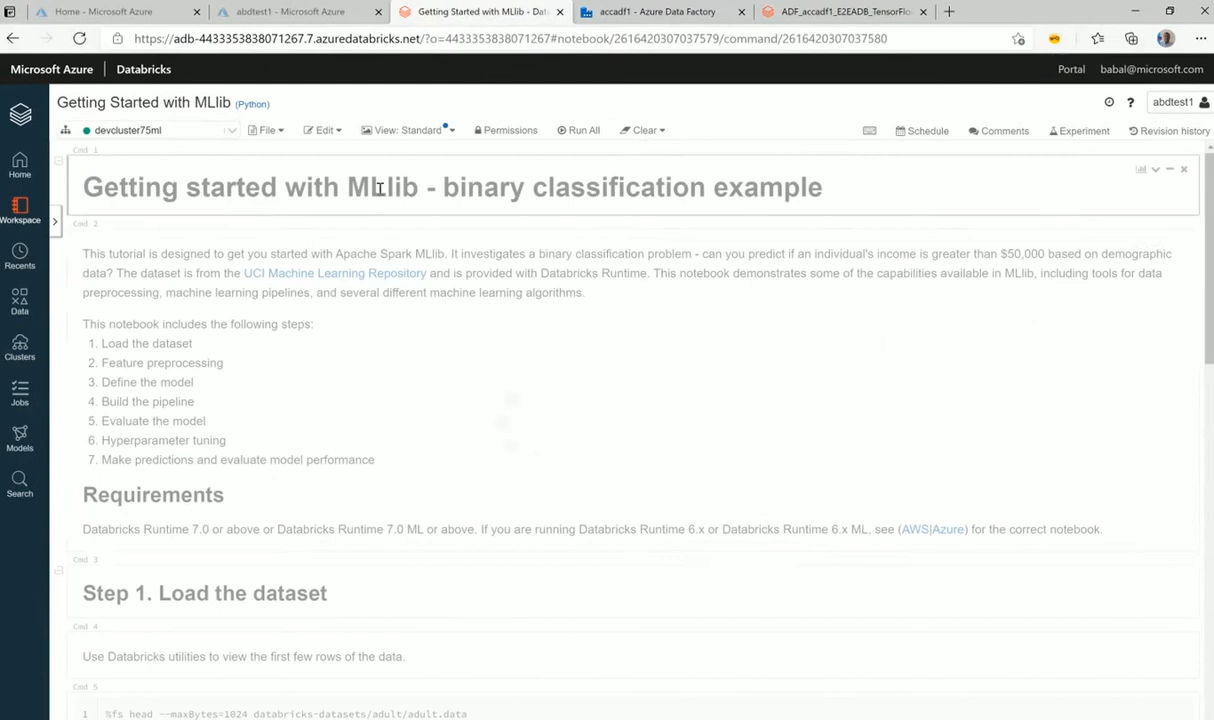 Home - Microsoft Azure
abdtest1 - Microsoft Azure
Getting Started with MLlib - Dat
accadf1 - Azure Data Factory
ADF_accadf1_E2EADB_TensorFlo
https://adb-4433353838071267.7.azuredatabricks.net/?o=4433353838071267#notebook/2616420307037579/command/2616420307037580
Microsoft Azure
Databricks
Portal
babal@microsoft.com
Getting Started with MLlib (Python)
abdtest1
devcluster75ml
File
Edit
View: Standard
Permissions
Run All
Clear
Schedule
Comments
Experiment
Revision history
Home
Workspace
Recents
Data
Clusters
Jobs
Models
Search
Cmd 1
Getting started with MLlib - binary classification example
Cmd 2
This tutorial is designed to get you started with Apache Spark MLlib. It investigates a binary classification problem - can you predict if an individual's income is greater than $50,000 based on demographic
data? The dataset is from the UCI Machine Learning Repository and is provided with Databricks Runtime. This notebook demonstrates some of the capabilities available in MLlib, including tools for data
preprocessing, machine learning pipelines, and several different machine learning algorithms.
This notebook includes the following steps:
1. Load the dataset
2. Feature preprocessing
3. Define the model
4. Build the pipeline
5. Evaluate the model
6. Hyperparameter tuning
7. Make predictions and evaluate model performance
Requirements
Databricks Runtime 7.0 or above or Databricks Runtime 7.0 ML or above. If you are running Databricks Runtime 6.x or Databricks Runtime 6.x ML, see (AWS|Azure) for the correct notebook.
Cmd 3
Step 1. Load the dataset
Cmd 4
Use Databricks utilities to view the first few rows of the data.
Cmd 5
1 %fs head --maxBytes=1024 databricks-datasets/adult/adult.data